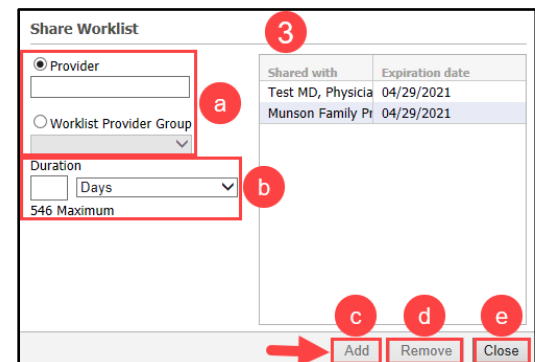 Share Worklist
3
Provider
a
Worklist Provider Group
Duration
Days
b
546 Maximum
Shared with Expiration date
Test MD, Physicia 04/29/2021
Munson Family Pr 04/29/2021
c d e
Add Remove Close